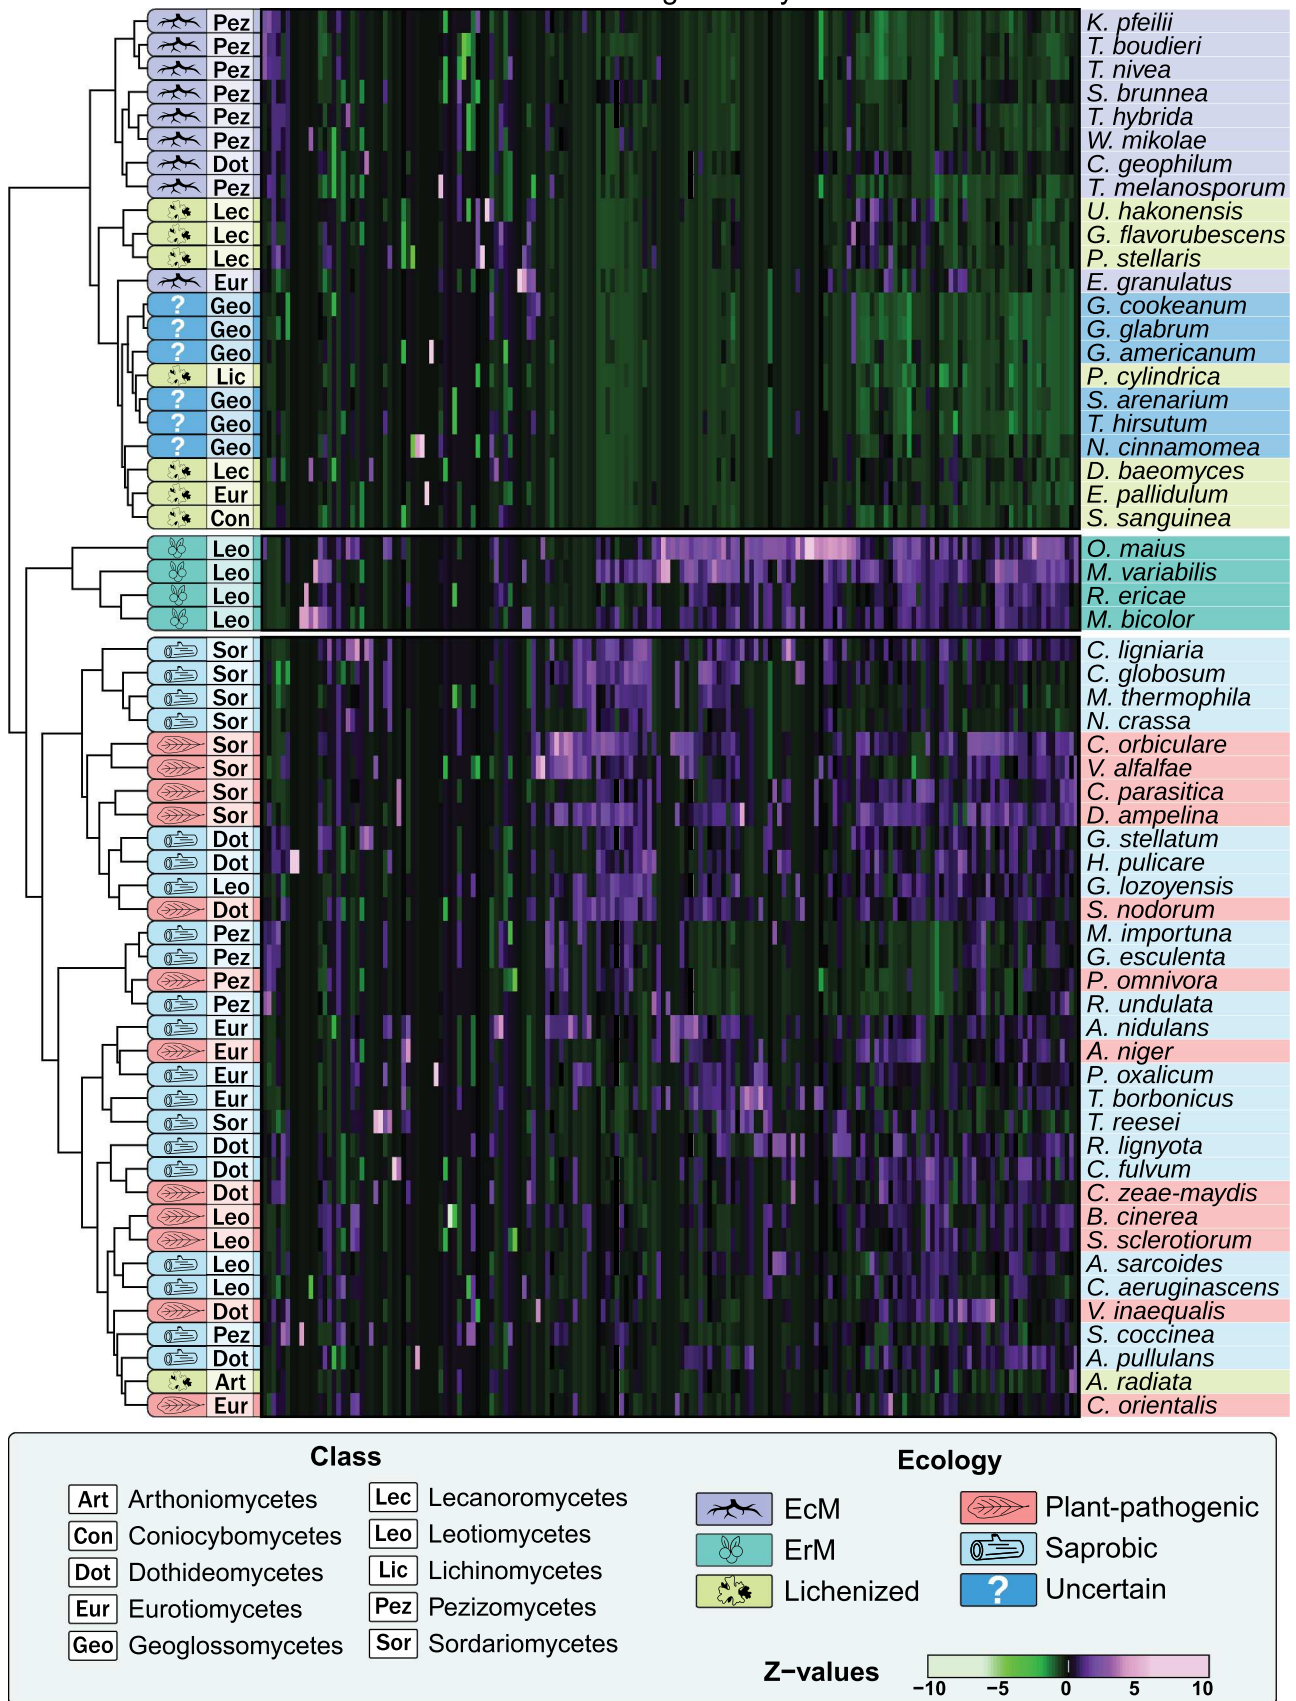 Pez K. pfeilii
Pez T. boudieri
Pez T. nivea
Pez S. brunnea
Pez T. hybrida
Pez W. mikolae
Dot C. geophilum
Pez T. melanosporum
Lec U. hakonensis
Lec G. flavorubescens
Lec P. stellaris
Eur E. granulatus
? Geo G. cookeanum
? Geo G. glabrum
? Geo G. americanum
Lic P. cylindrica
? Geo S. arenarium
? Geo T. hirsutum
? Geo N. cinnamomea
Lec D. baeomyces
Eur E. pallidulum
Con S. sanguinea
Leo O. maius
Leo M. variabilis
Leo R. ericae
Leo M. bicolor
Sor C. ligniaria
Sor C. globosum
Sor M. thermophila
Sor N. crassa
Sor C. orbiculare
Sor V. alfalfae
Sor C. parasitica
Sor D. ampelina
Dot G. stellatum
Dot H. pulicare
Leo G. lozoyensis
Dot S. nodorum
Pez M. importuna
Pez G. esculenta
Pez P. omnivora
Pez R. undulata
Eur A. nidulans
Eur A. niger
Eur P. oxalicum
Eur T. borbonicus
Sor T. reesei
Dot R. lignyota
Dot C. fulvum
Dot C. zeae-maydis
Leo B. cinerea
Leo S. sclerotiorum
Leo A. sarcoides
Leo C. aeruginascens
Dot V. inaequalis
Pez S. coccinea
Dot A. pullulans
Art A. radiata
Eur C. orientalis
Class
Art Arthoniomycetes
Con Coniocybomycetes
Dot Dothideomycetes
Eur Eurotiomycetes
Geo Geoglossomycetes
Lec Lecanoromycetes
Leo Leotiomycetes
Lic Lichinomycetes
Pez Pezizomycetes
Sor Sordariomycetes
Ecology
EcM
ErM
Lichenized
Plant-pathogenic
Saprobic
? Uncertain
Z−values
−10 −5 0 5 10